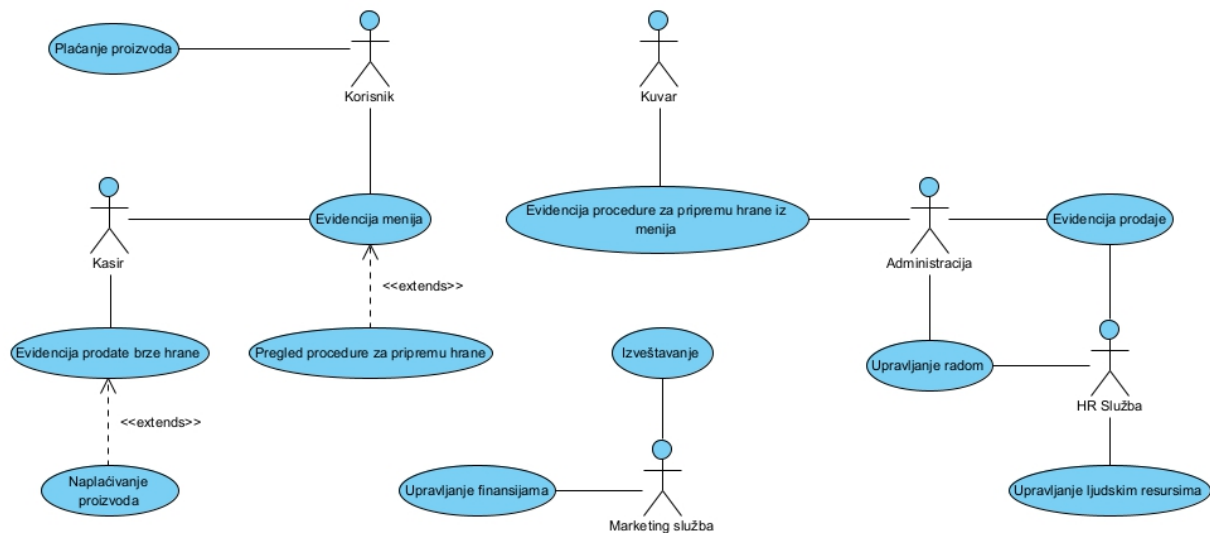 Plaćanje proizvoda
Korisnik
Kuvar
Kasir
Evidencija menija
Evidencija procedure za pripremu hrane iz
menija
Administracija
Evidencija prodaje
<<extends>>
Evidencija prodate brze hrane
Pregled procedure za pripremu hrane
Izveštavanje
Upravljanje radom
HR Služba
<<extends>>
Naplaćivanje
proizvoda
Upravljanje finansijama
Marketing služba
Upravljanje ljudskim resursima